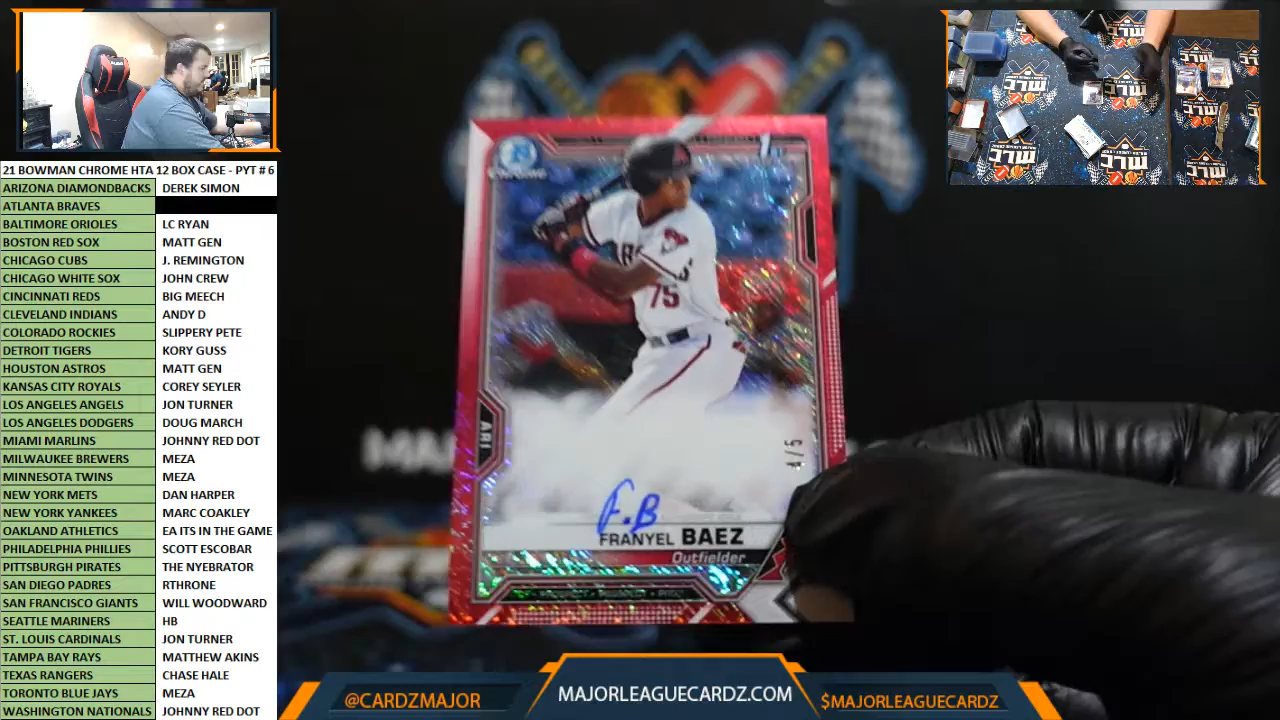 21 BOWMAN CHROME HTA 12 BOX CASE - PYT # 6
ARIZONA DIAMONDBACKS DEREK SIMON
ATLANTA BRAVES
BALTIMORE ORIOLES LC RYAN
BOSTON RED SOX MATT GEN
CHICAGO CUBS J. REMINGTON
CHICAGO WHITE SOX JOHN CREW
CINCINNATI REDS BIG MEECH
CLEVELAND INDIANS ANDY D
COLORADO ROCKIES SLIPPERY PETE
DETROIT TIGERS KORY GUSS
HOUSTON ASTROS MATT GEN
KANSAS CITY ROYALS COREY SEYLER
LOS ANGELES ANGELS JON TURNER
LOS ANGELES DODGERS DOUG MARCH
MIAMI MARLINS JOHNNY RED DOT
MILWAUKEE BREWERS MEZA
MINNESOTA TWINS MEZA
NEW YORK METS DAN HARPER
NEW YORK YANKEES MARC COAKLEY
OAKLAND ATHLETICS EA ITS IN THE GAME
PHILADELPHIA PHILLIES SCOTT ESCOBAR
PITTSBURGH PIRATES THE NYEBRATOR
SAN DIEGO PADRES RTHRONE
SAN FRANCISCO GIANTS WILL WOODWARD
SEATTLE MARINERS HB
ST. LOUIS CARDINALS JON TURNER
TAMPA BAY RAYS MATTHEW AKINS
TEXAS RANGERS CHASE HALE
TORONTO BLUE JAYS MEZA
WASHINGTON NATIONALS JOHNNY RED DOT
CHROME
1st
75
ARI
4/5
F.B
FRANYEL BAEZ
Outfielder
@CARDZMAJOR
MAJORLEAGUECARDZ.COM
$MAJORLEAGUECARDZ